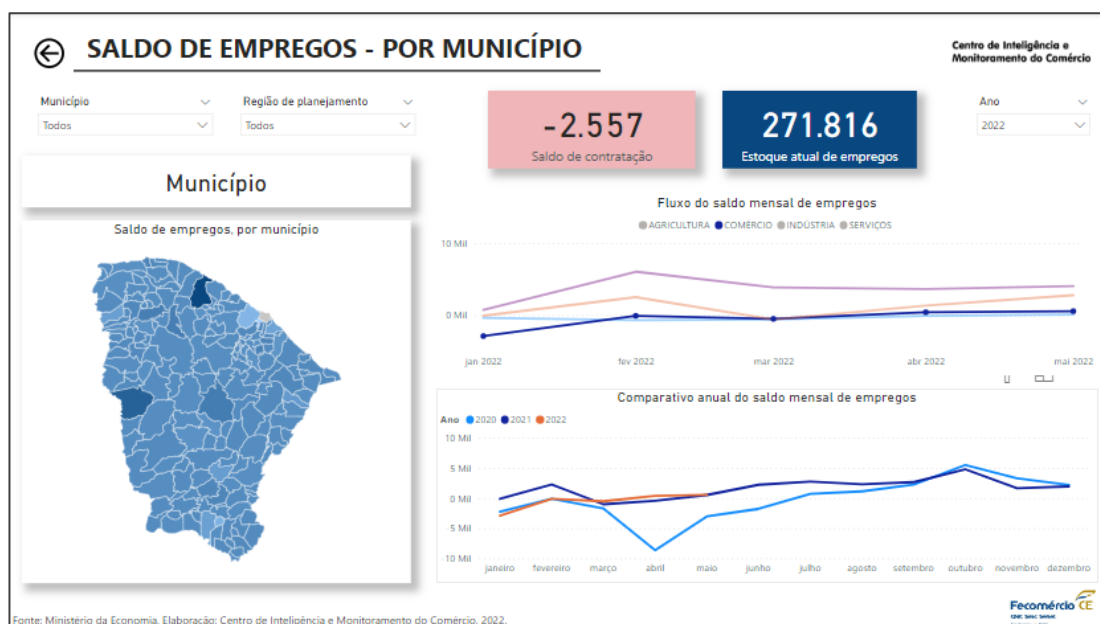 SALDO DE EMPREGOS - POR MUNICÍPIO
Centro de Inteligência e
Monitoramento do Comércio
Município
Todos
Região de planejamento
Todos
-2.557
Saldo de contratação
271.816
Estoque atual de empregos
Ano
2022
Município
Saldo de empregos, por município
Fluxo do saldo mensal de empregos
AGRICULTURA COMÉRCIO INDÚSTRIA SERVIÇOS
10 Mil
0 Mil
jan 2022 fev 2022 mar 2022 abr 2022 mai 2022
Comparativo anual do saldo mensal de empregos
Ano 2020 2021 2022
10 Mil
5 Mil
0 Mil
-5 Mil
-10 Mil
janeiro fevereiro março abril maio junho julho agosto setembro outubro novembro dezembro
Fecomércio CE
Fonte: Ministério da Economia. Elaboração: Centro de Inteligência e Monitoramento do Comércio, 2022.